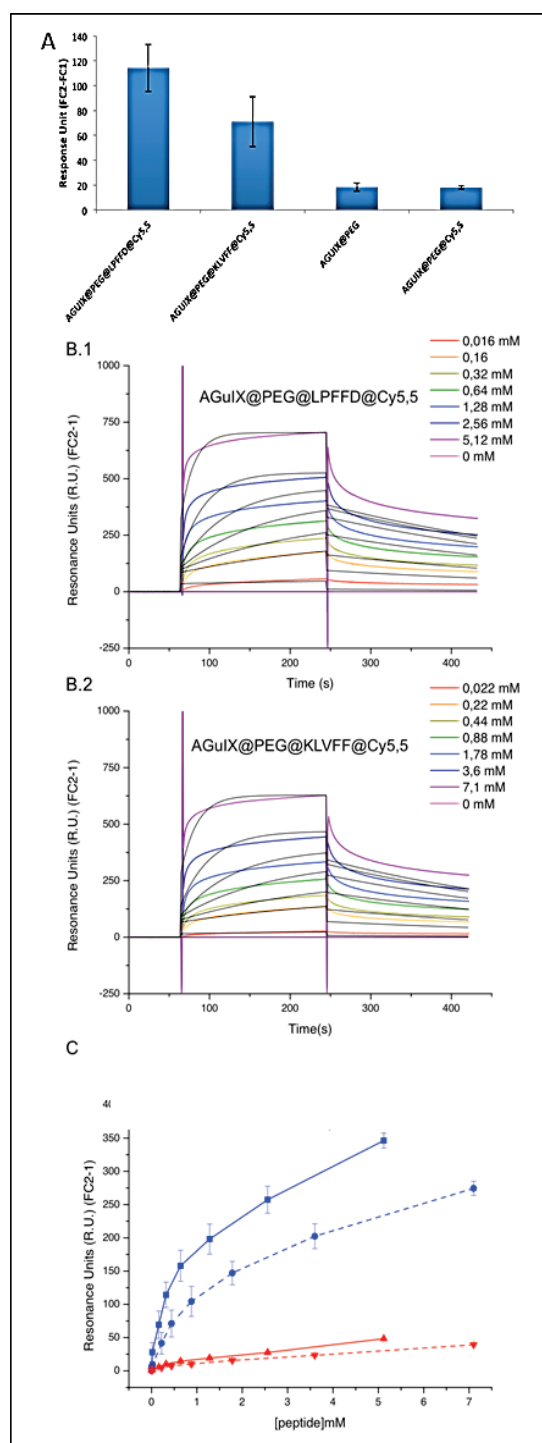 A
Response Unit (FC2-FC1)
140
120
100
80
60
40
20
0
AGUIX@PEG@LPFFD@Cy5,5
AGUIX@PEG@KLVFF@Cy5,5
AGUIX@PEG
AGUIX@PEG@Cy5,5
B.1
AGuIX@PEG@LPFFD@Cy5,5
0,016 mM
0,16
0,32 mM
0,64 mM
1,28 mM
2,56 mM
5,12 mM
0 mM
Resonance Units (R.U.) (FC2-1)
1000
750
500
250
0
-250
0 100 200 300 400
Time (s)
B.2
AGuIX@PEG@KLVFF@Cy5,5
0,022 mM
0,22 mM
0,44 mM
0,88 mM
1,78 mM
3,6 mM
7,1 mM
0 mM
Resonance Units (R.U.) (FC2-1)
1000
750
500
250
0
-250
0 100 200 300 400
Time(s)
C
Resonance Units (R.U.) (FC2-1)
350
300
250
200
150
100
50
0
0 1 2 3 4 5 6 7
[peptide]mM